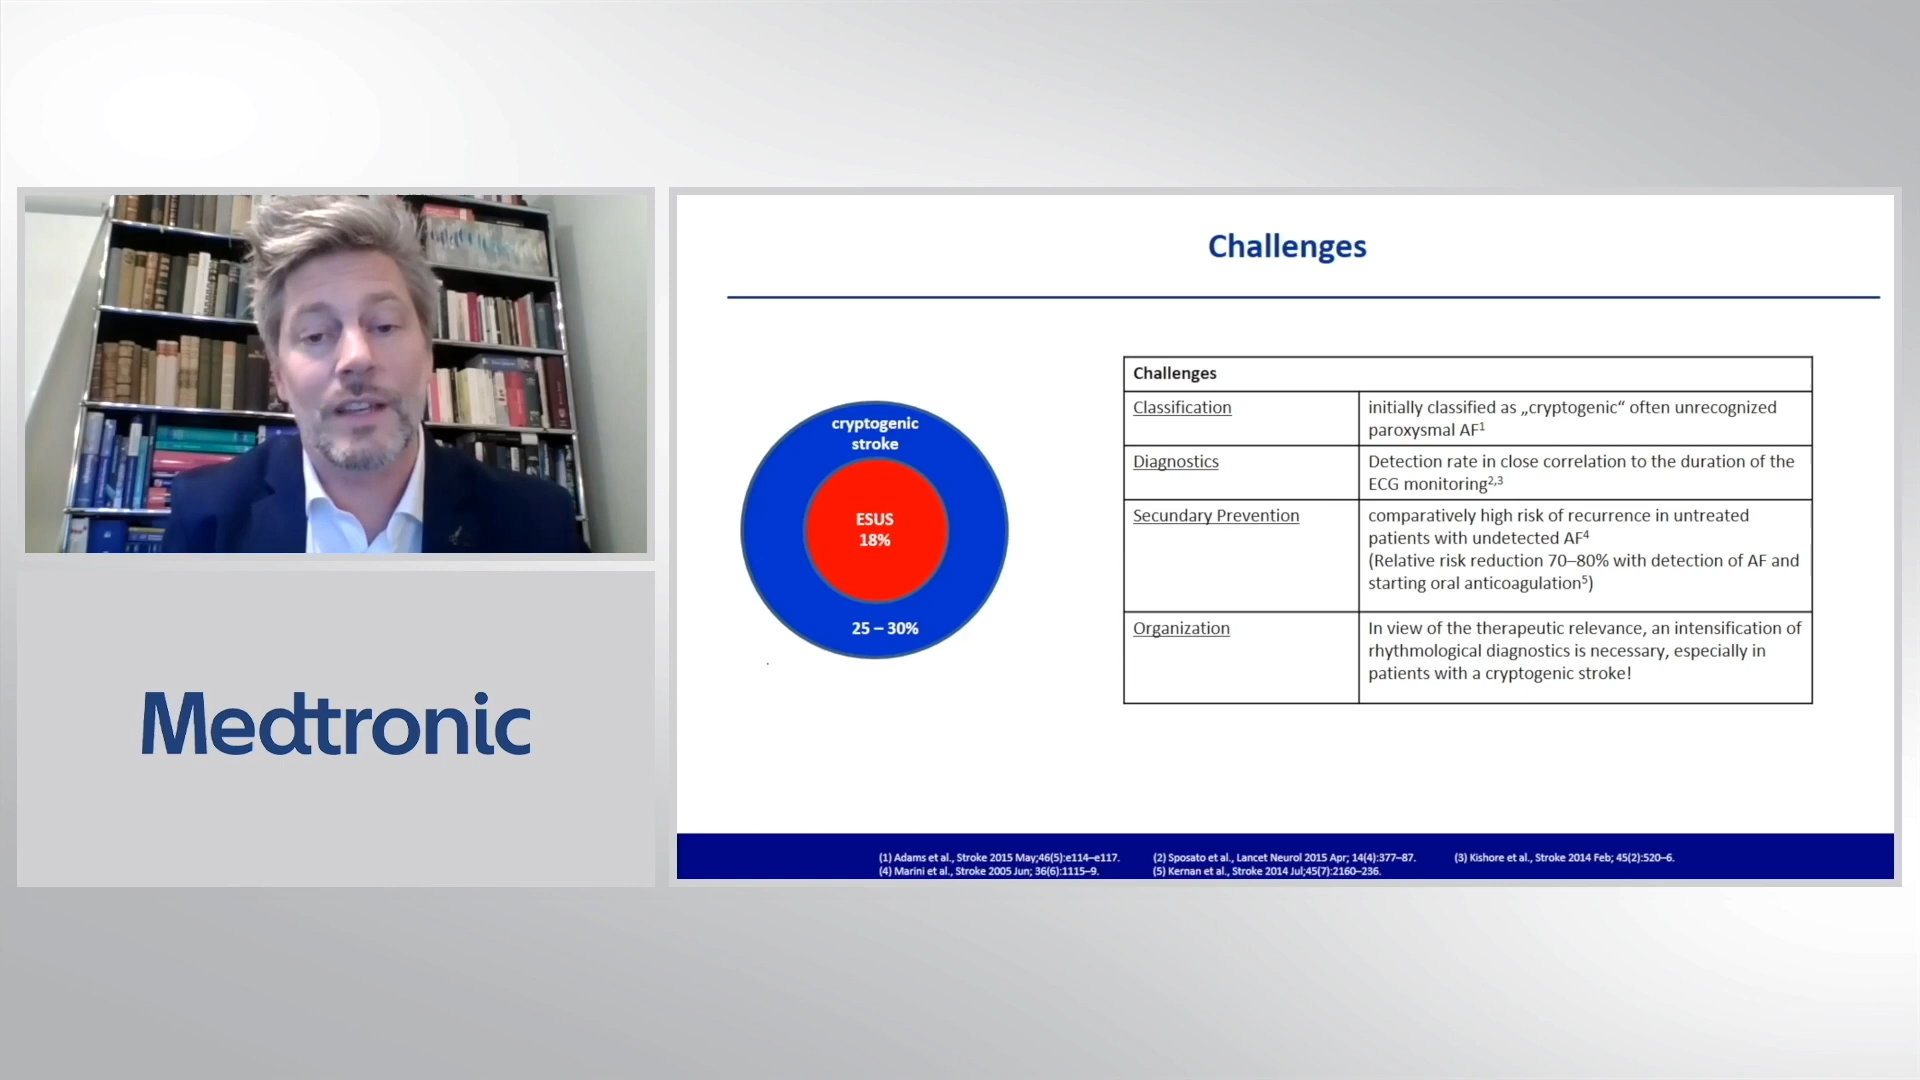 Medtronic
Challenges
cryptogenic
stroke
ESUS
18%
25 – 30%
Challenges
Classification
initially classified as „cryptogenic“ often unrecognized
paroxysmal AF¹
Diagnostics
Detection rate in close correlation to the duration of the
ECG monitoring²,³
Secundary Prevention
comparatively high risk of recurrence in untreated
patients with undetected AF⁴
(Relative risk reduction 70–80% with detection of AF and
starting oral anticoagulation⁵)
Organization
In view of the therapeutic relevance, an intensification of
rhythmological diagnostics is necessary, especially in
patients with a cryptogenic stroke!
(1) Adams et al., Stroke 2015 May;46(5):e114–e117. (2) Sposato et al., Lancet Neurol 2015 Apr; 14(4):377–87. (3) Kishore et al., Stroke 2014 Feb; 45(2):520–6.
(4) Marini et al., Stroke 2005 Jun; 36(6):1115–9. (5) Kernan et al., Stroke 2014 Jul;45(7):2160–236.